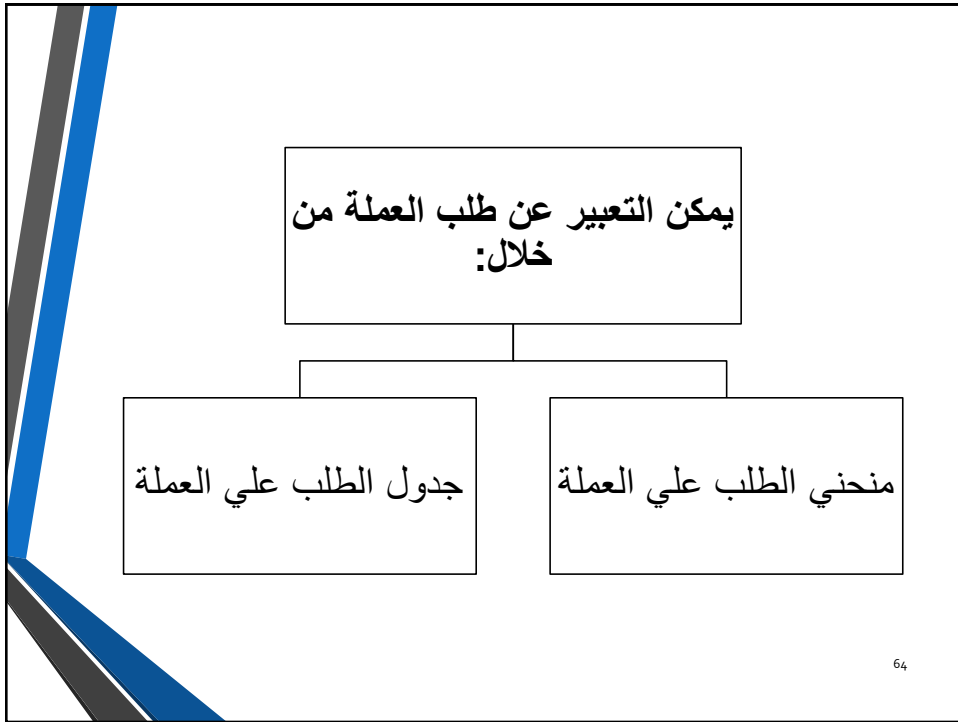 يمكن التعبير عن طلب العملة من
خلال:
منحني الطلب علي العملة
جدول الطلب علي العملة
64